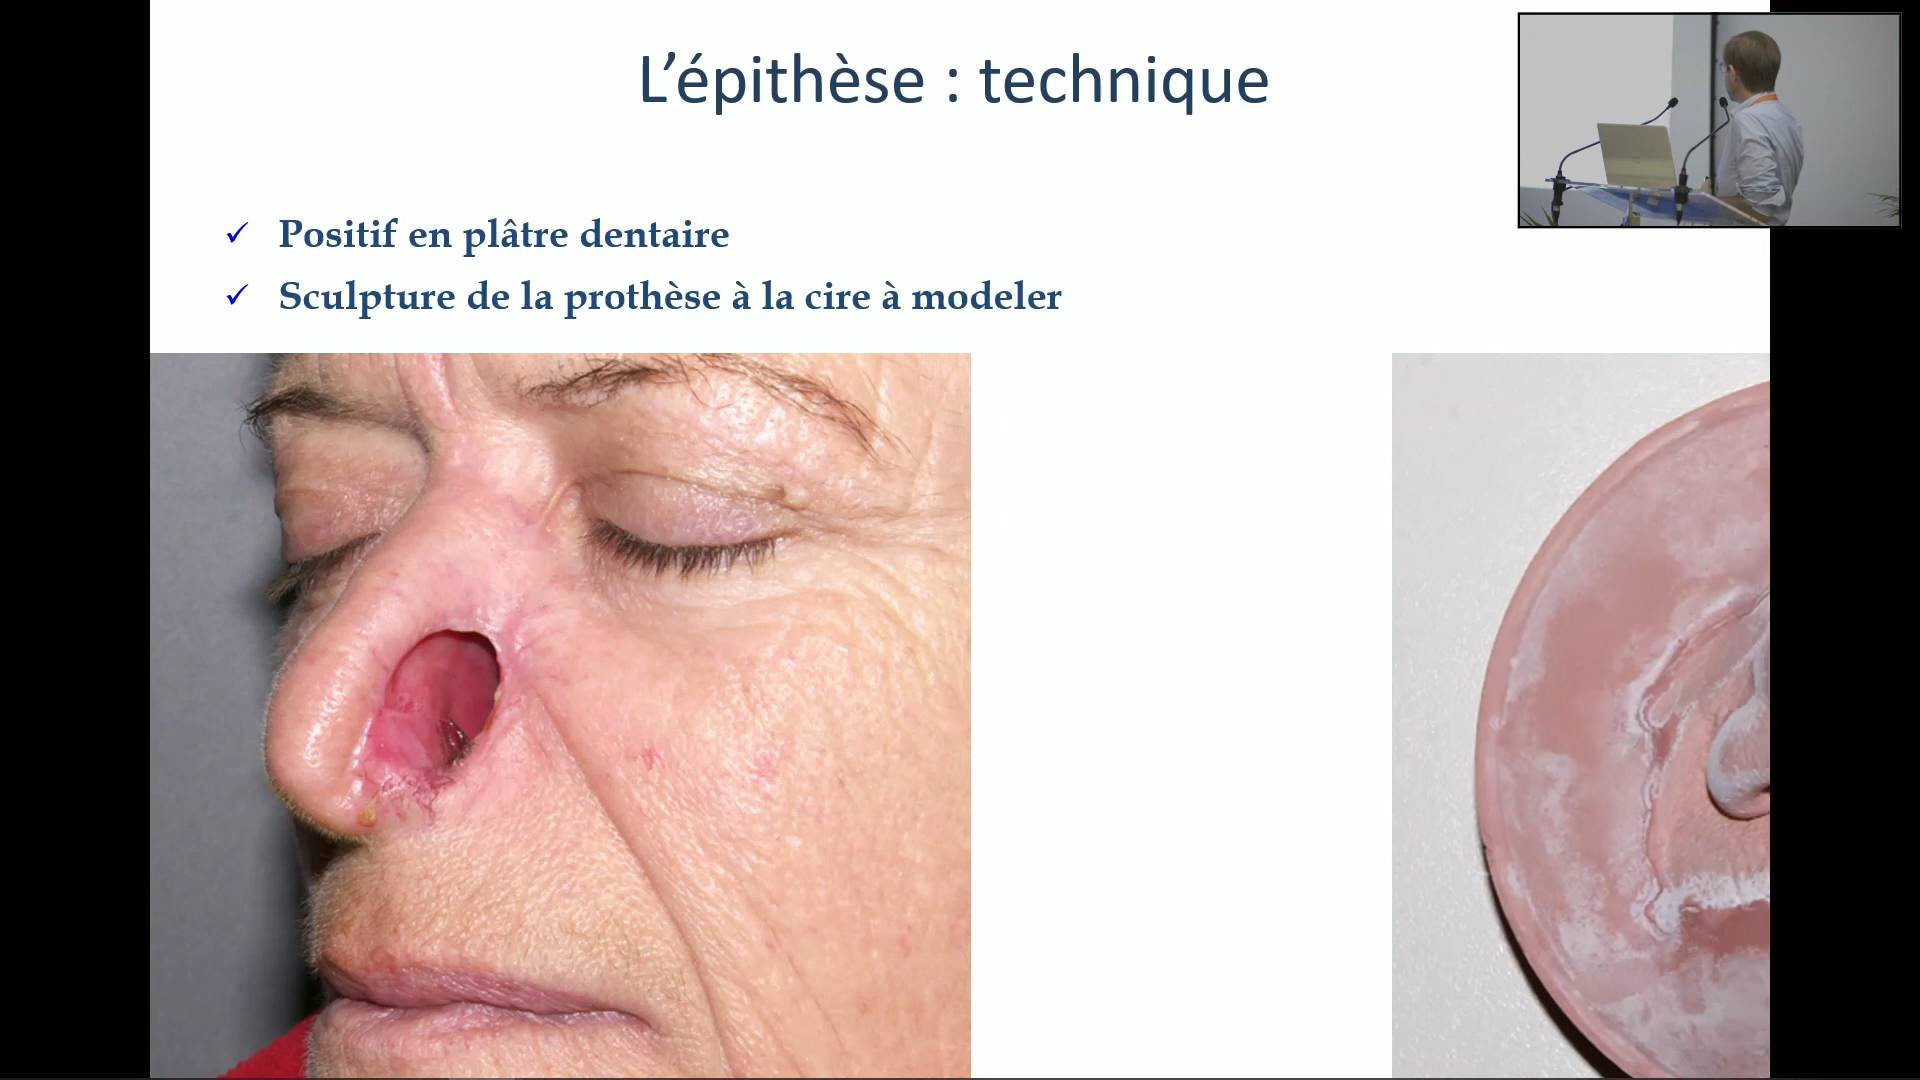 L’épithèse : technique
✓ Positif en plâtre dentaire
✓ Sculpture de la prothèse à la cire à modeler